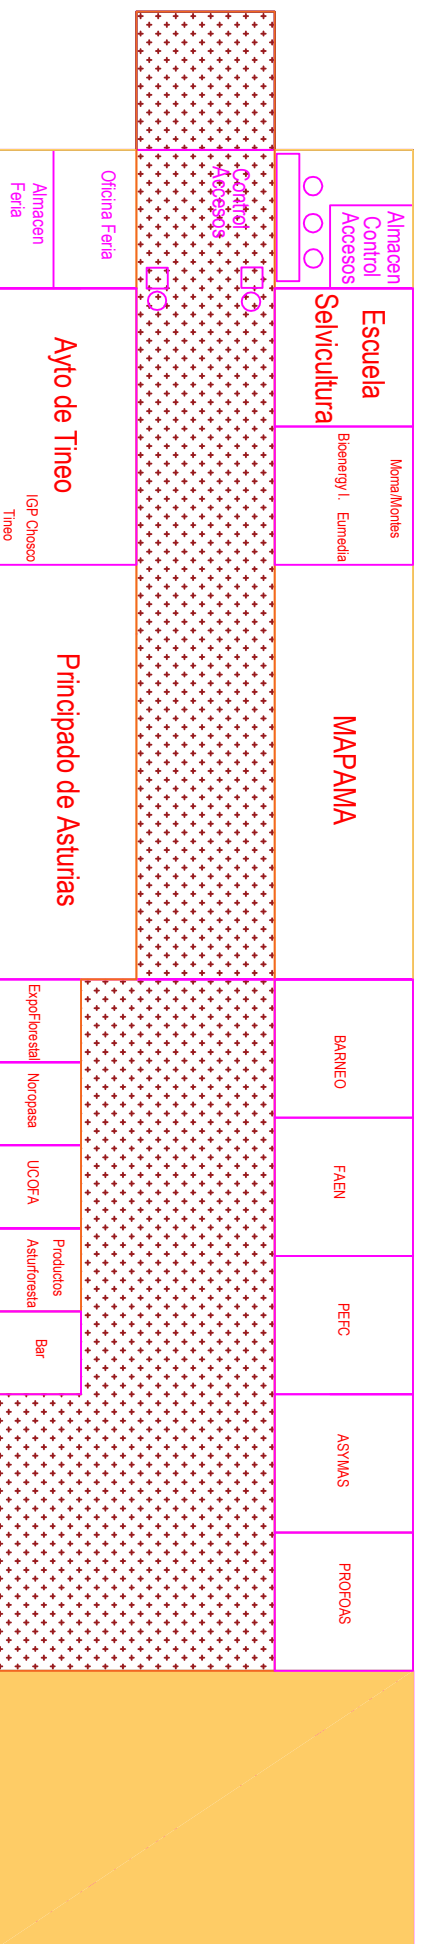 Control
Accesos
Almacen
Control
Accesos
Oficina Feria
Almacen
Feria
Escuela
Selvicultura
Ayto de Tineo
IGP Chosco
Tineo
Moma/Montes
Bioenergy I. Eumedia
Principado de Asturias
MAPAMA
ExpoFlorestal
BARNEO
Noropasa
FAEN
UCOFA
Productos
Asturforesta
PEFC
Bar
ASYMAS
PROFOAS